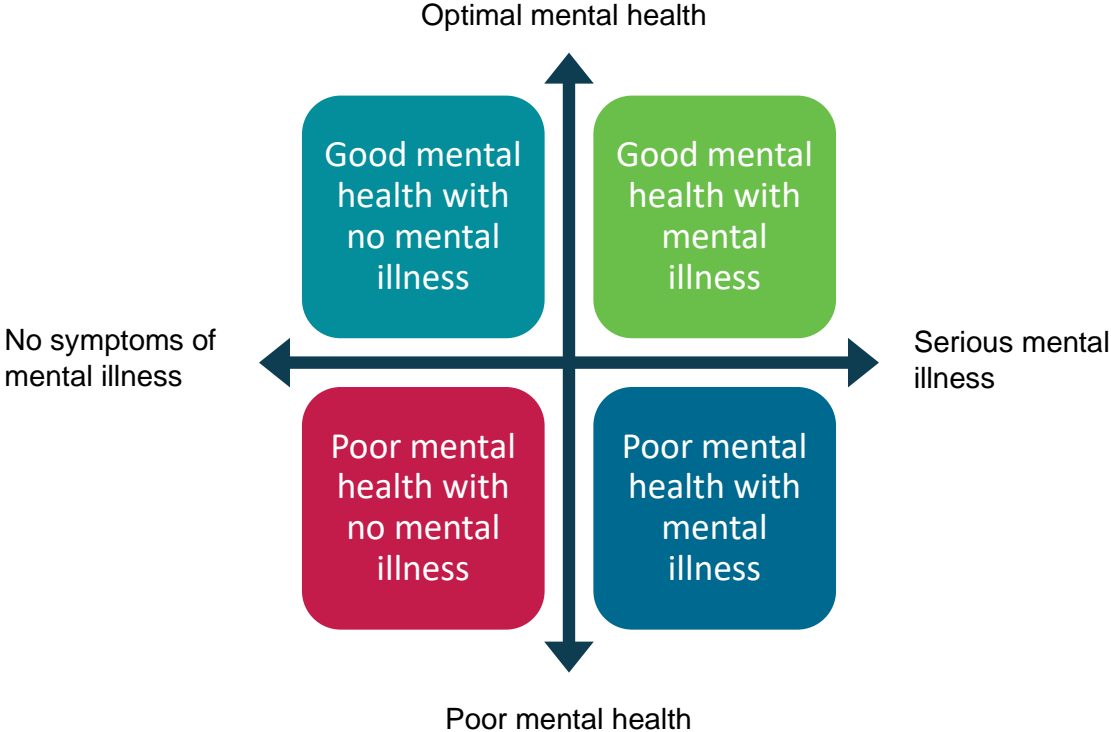 Optimal mental health
Good mental
health with
no mental
illness
Good mental
health with
mental
illness
No symptoms of
mental illness
Serious mental
illness
Poor mental
health with
no mental
illness
Poor mental
health with
mental
illness
Poor mental health